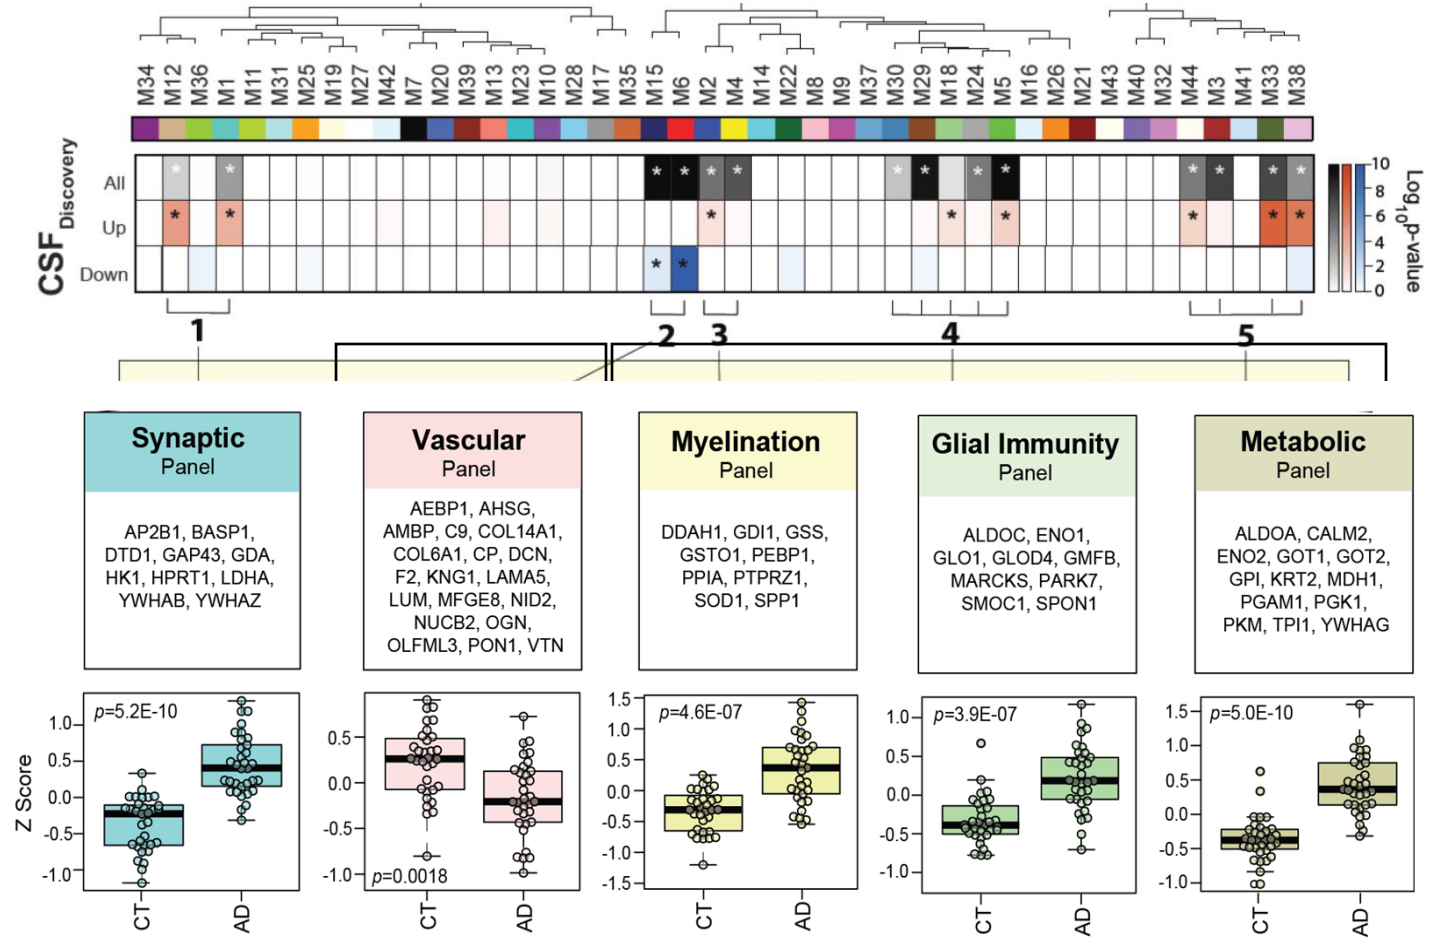 M34 M12 M36 M1 M11 M31 M25 M19 M27 M42 M7 M20 M39 M13 M23 M10 M28 M17 M35 M15 M6 M2 M4 M14 M22 M8 M9 M37 M30 M29 M18 M24 M5 M16 M26 M21 M43 M40 M32 M44 M3 M41 M33 M38
CSF Discovery
All
* * * * * * * * * * * * * *
Up
* * * * * * * *
Down
* *
10
8
6
4
2
0
Log10 p-value
1 2 3 4 5
Synaptic
Panel
AP2B1, BASP1,
DTD1, GAP43, GDA,
HK1, HPRT1, LDHA,
YWHAB, YWHAZ
Vascular
Panel
AEBP1, AHSG,
AMBP, C9, COL14A1,
COL6A1, CP, DCN,
F2, KNG1, LAMA5,
LUM, MFGE8, NID2,
NUCB2, OGN,
OLFML3, PON1, VTN
Myelination
Panel
DDAH1, GDI1, GSS,
GSTO1, PEBP1,
PPIA, PTPRZ1,
SOD1, SPP1
Glial Immunity
Panel
ALDOC, ENO1,
GLO1, GLOD4, GMFB,
MARCKS, PARK7,
SMOC1, SPON1
Metabolic
Panel
ALDOA, CALM2,
ENO2, GOT1, GOT2,
GPI, KRT2, MDH1,
PGAM1, PGK1,
PKM, TPI1, YWHAG
Z Score
1.0
0.5
0.0
-0.5
-1.0
p=5.2E-10
CT AD
0.5
0.0
-0.5
-1.0
p=0.0018
CT AD
1.5
1.0
0.5
0.0
-0.5
-1.0
-1.5
p=4.6E-07
CT AD
1.0
0.5
0.0
-0.5
-1.0
p=3.9E-07
CT AD
1.5
1.0
0.5
0.0
-0.5
-1.0
p=5.0E-10
CT AD